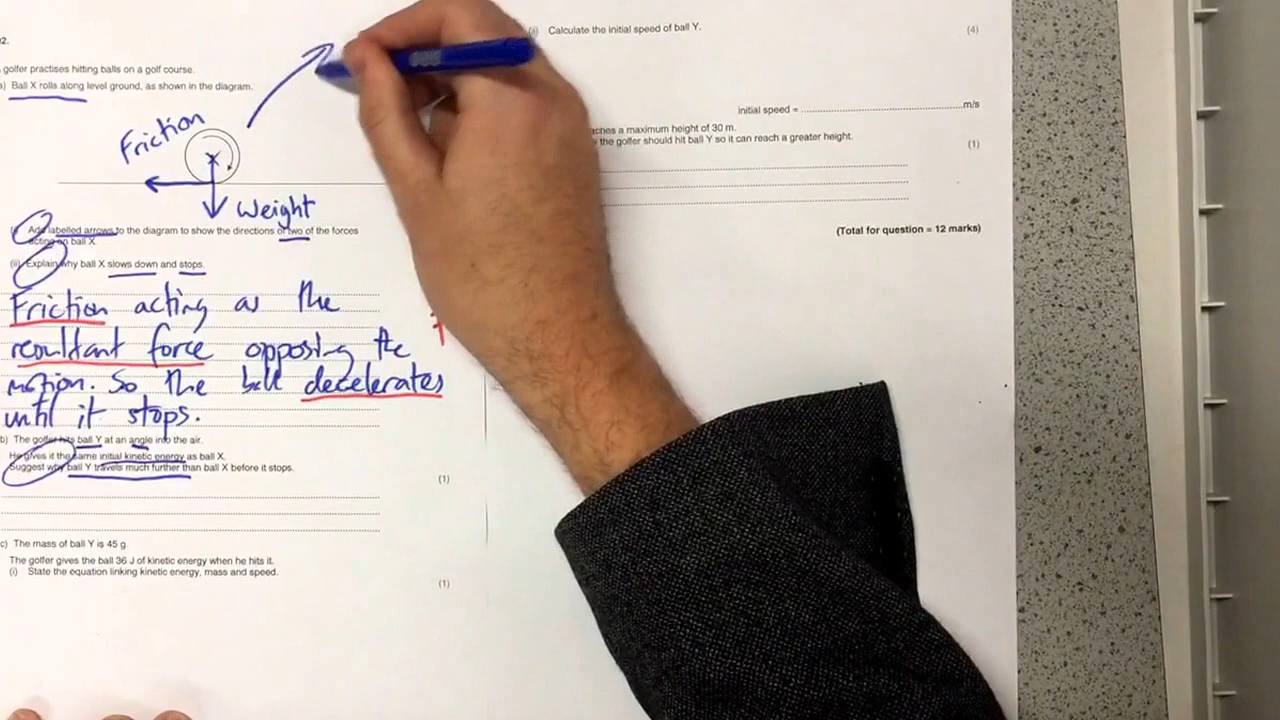 2.
golfer practises hitting balls on a golf course.
Ball X rolls along level ground, as shown in the diagram.
Friction
Weight
(i) Add labelled arrows to the diagram to show the directions of two of the forces
acting on ball X.
(ii) Explain why ball X slows down and stops.
Friction acting as the
resultant force opposing the
motion. So the ball decelerates
until it stops.
b) The golfer hits ball Y at an angle into the air.
He gives it the same initial kinetic energy as ball X.
Suggest why ball Y travels much further than ball X before it stops.
(1)
c) The mass of ball Y is 45 g.
The golfer gives the ball 36 J of kinetic energy when he hits it.
(i) State the equation linking kinetic energy, mass and speed.
(1)
Calculate the initial speed of ball Y.
(4)
initial speed = ........................................ m/s
a maximum height of 30 m.
the golfer should hit ball Y so it can reach a greater height.
(1)
(Total for question = 12 marks)